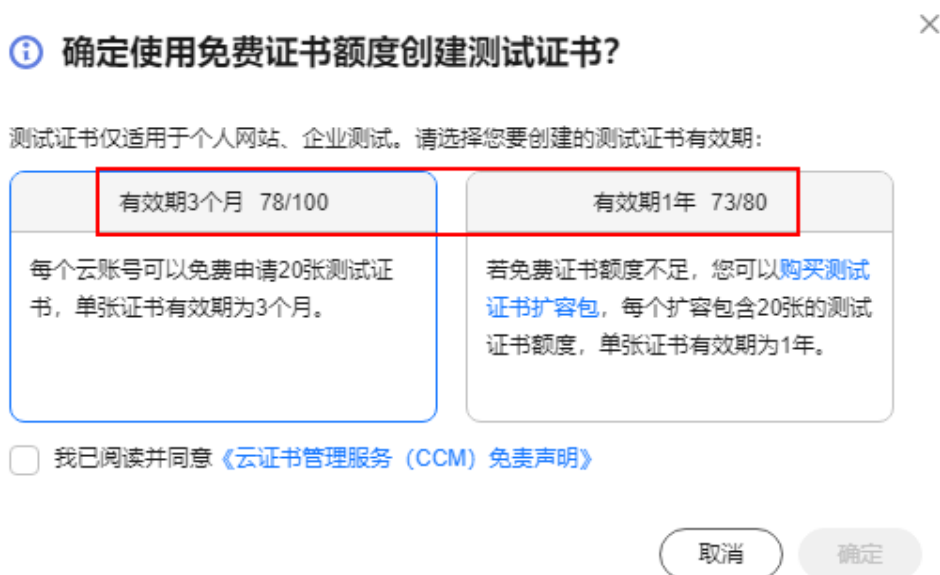 确定使用免费证书额度创建测试证书？
测试证书仅适用于个人网站、企业测试。请选择您要创建的测试证书有效期：
有效期3个月 78/100
每个云账号可以免费申请20张测试证
书，单张证书有效期为3个月。
有效期1年 73/80
若免费证书额度不足，您可以购买测试
证书扩容包，每个扩容包含20张的测试
证书额度，单张证书有效期为1年。
我已阅读并同意《云证书管理服务（CCM）免责声明》
取消
确定